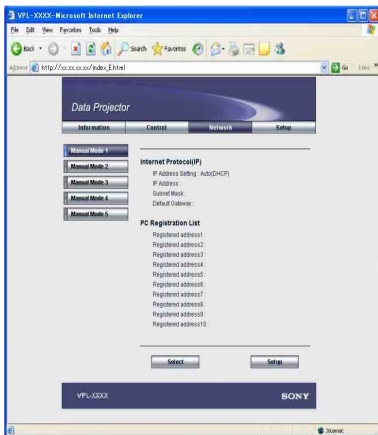 VPL-XXXX-Microsoft Internet Explorer
File Edit View Favorites Tools Help
Back Search Favorites
Address http://xx.xx.xx.xx/index_E.html Go Links »
Data Projector
Information Control Network Setup
Manual Mode 1
Manual Mode 2
Manual Mode 3
Manual Mode 4
Manual Mode 5
Internet Protocol(IP)
IP Address Setting : Auto(DHCP)
IP Address :
Subnet Mask :
Default Gateway :
PC Registration List
Registered address1 :
Registered address2 :
Registered address3 :
Registered address4 :
Registered address5 :
Registered address6 :
Registered address7 :
Registered address8 :
Registered address9 :
Registered address10 :
Select Setup
VPL-XXXX SONY
Internet